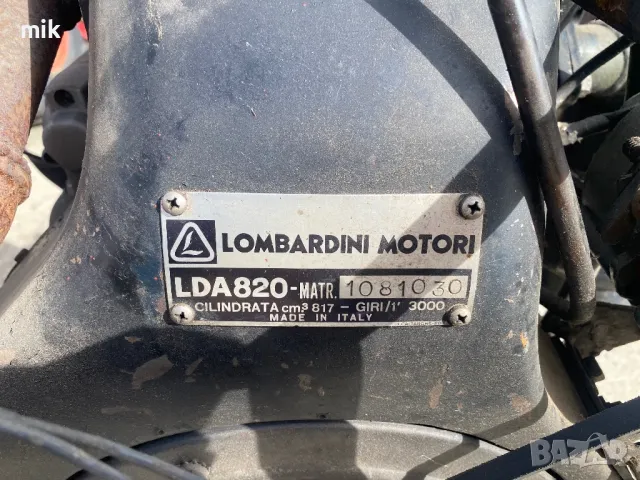 mik
L LOMBARDINI MOTORI
LDA820-MATR. 1081030
CILINDRATA cm³ 817 - GIRI/1' 3000
MADE IN ITALY
BAZAR